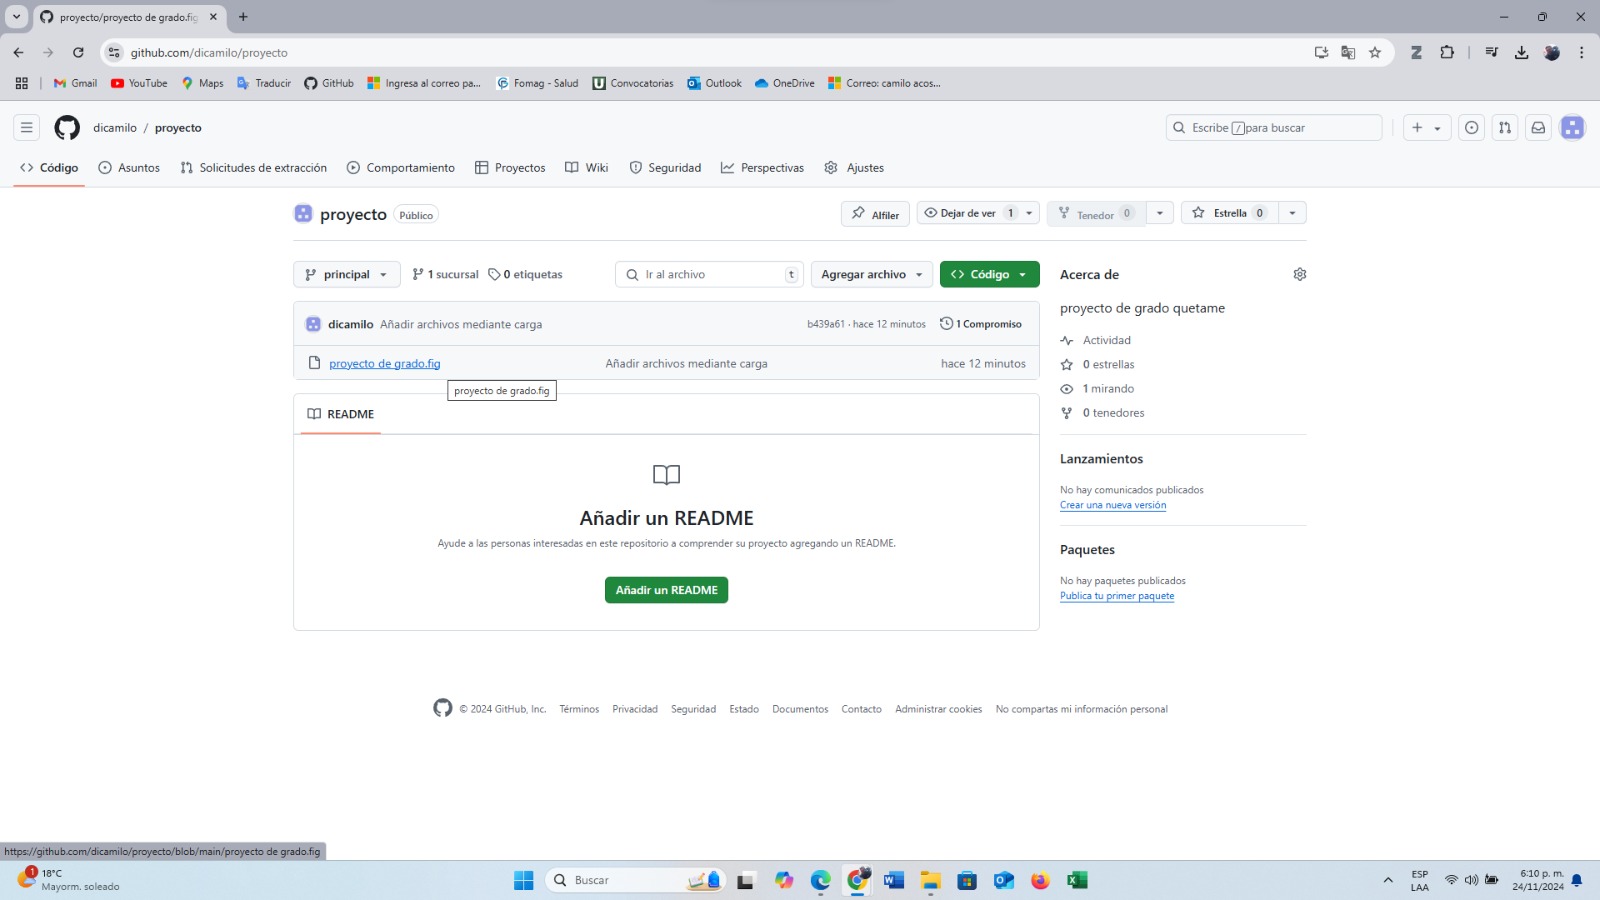 proyecto/proyecto de grado.fig
github.com/dicamilo/proyecto
Gmail YouTube Maps Traducir GitHub Ingresa al correo pa... Fomag - Salud Convocatorias Outlook OneDrive Correo: camilo acos...
dicamilo / proyecto
Escribe / para buscar
Código Asuntos Solicitudes de extracción Comportamiento Proyectos Wiki Seguridad Perspectivas Ajustes
proyecto Público
Alfiler Dejar de ver 1 Tenedor 0 Estrella 0
principal 1 sucursal 0 etiquetas Ir al archivo t Agregar archivo Código
Acerca de
proyecto de grado quetame
dicamilo Añadir archivos mediante carga b439a61 · hace 12 minutos 1 Compromiso
Actividad
proyecto de grado.fig Añadir archivos mediante carga hace 12 minutos
0 estrellas
proyecto de grado.fig
1 mirando
README
0 tenedores
Lanzamientos
No hay comunicados publicados
Crear una nueva versión
Añadir un README
Ayude a las personas interesadas en este repositorio a comprender su proyecto agregando un README.
Paquetes
No hay paquetes publicados
Publica tu primer paquete
Añadir un README
© 2024 GitHub, Inc. Términos Privacidad Seguridad Estado Documentos Contacto Administrar cookies No compartas mi información personal
https://github.com/dicamilo/proyecto/blob/main/proyecto de grado.fig
1
18°C
Mayorm. soleado
Buscar
ESP
LAA
6:10 p. m.
24/11/2024